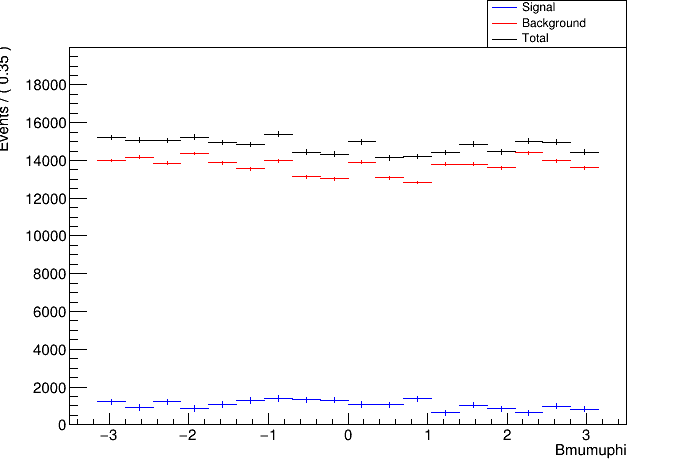 Signal
Background
Total
Events / ( 0.35 )
18000
16000
14000
12000
10000
8000
6000
4000
2000
0
−3 −2 −1 0 1 2 3
Bmumuphi